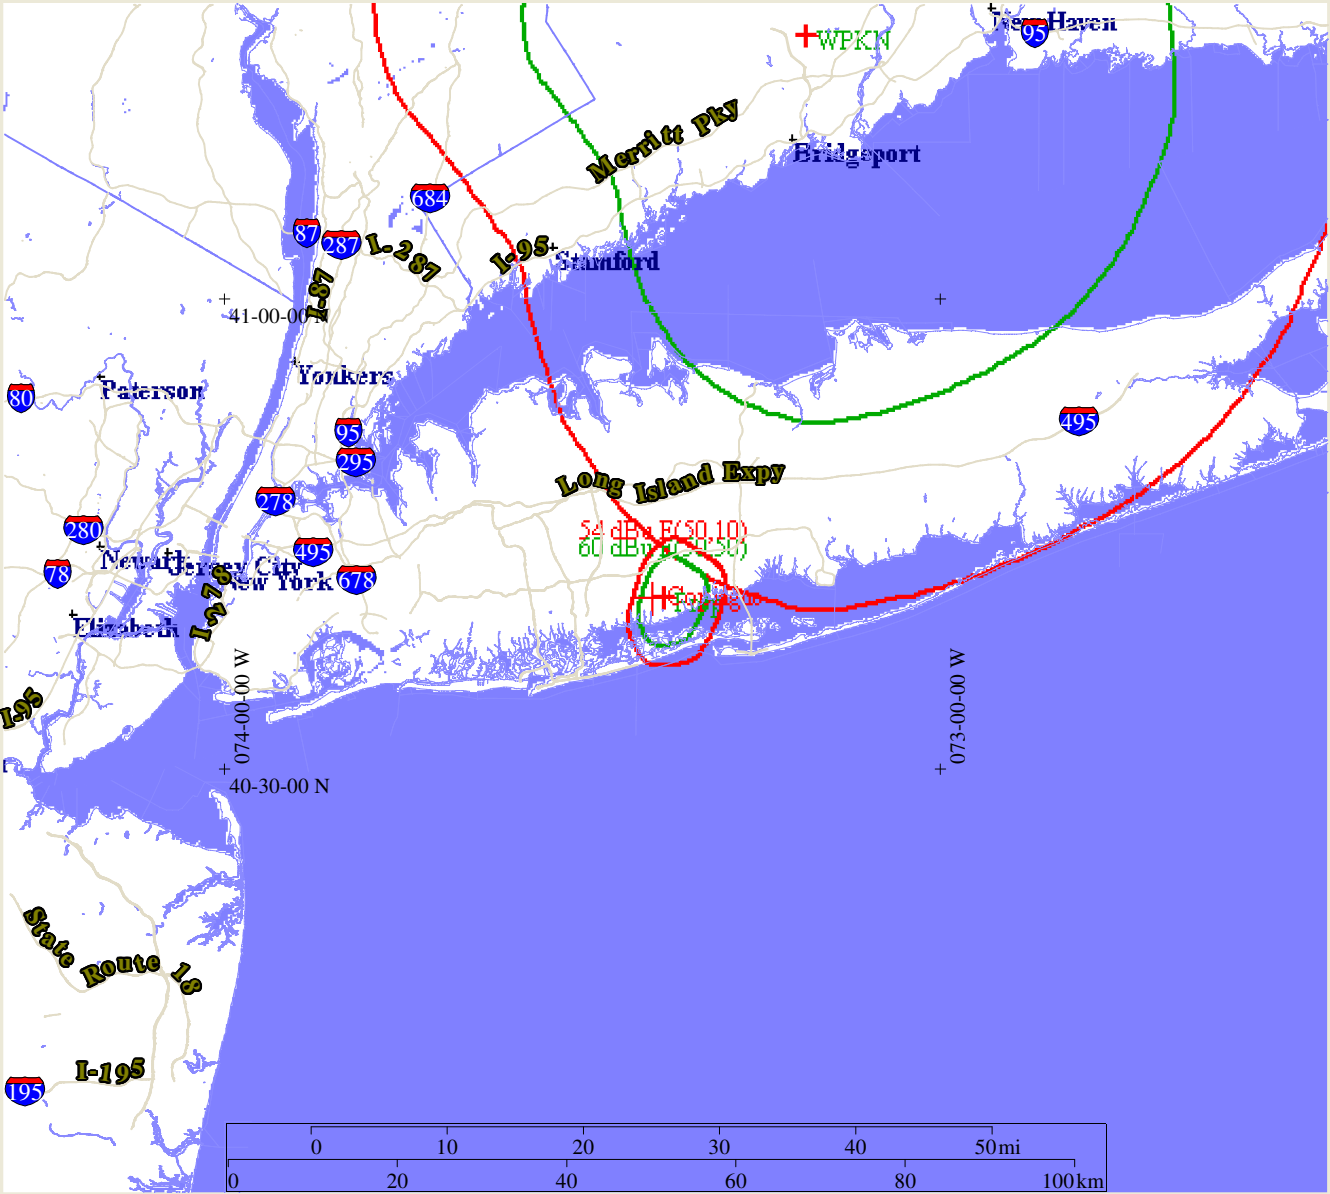 New Haven
95
WPKN
Merritt Pky
Bridgeport
684
87
287
I-287
I-95
Stamford
I-87
41-00-00 N
Yonkers
Paterson
80
95
295
495
Long Island Expy
278
280
54 dBu F(50,10)
60 dBu
495
Newark
Jersey City
78
New York
678
I-278
Elizabeth
074-00-00 W
073-00-00 W
I-95
40-30-00 N
State Route 18
I-195
195
0 10 20 30 40 50 mi
0 20 40 60 80 100 km